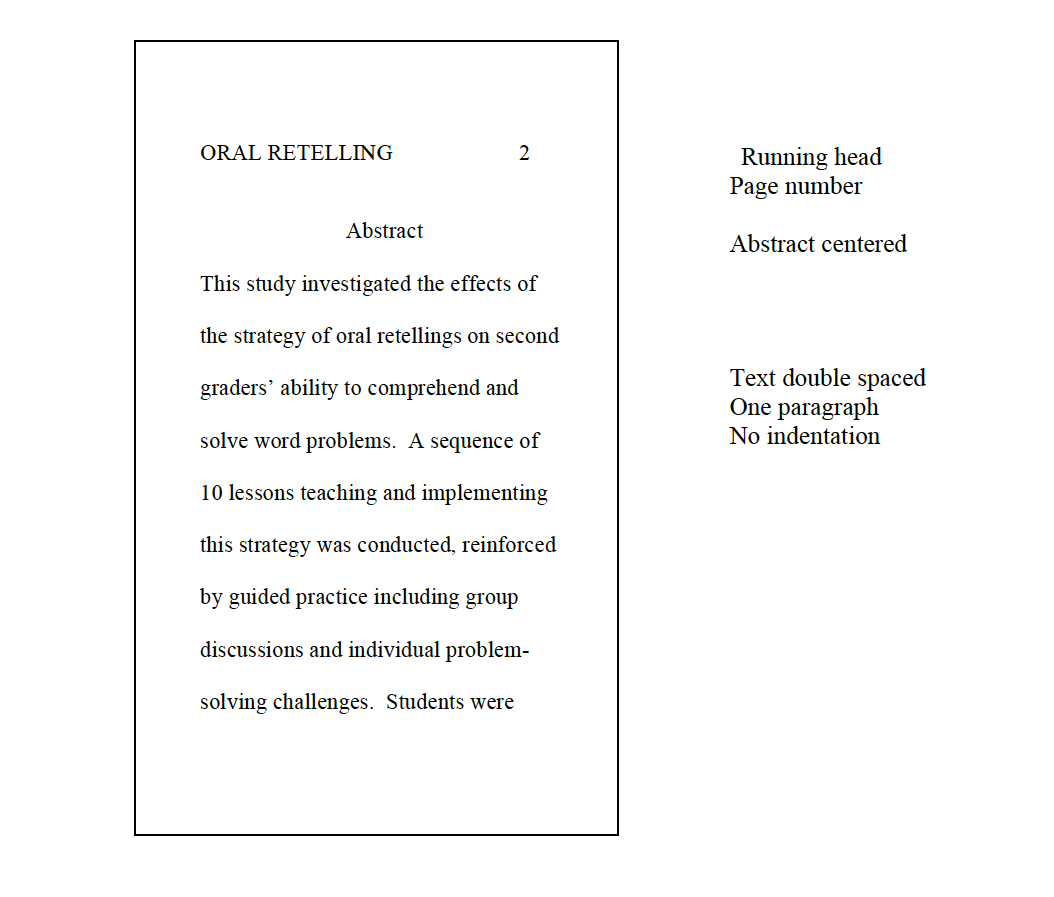 ORAL RETELLING 2
Running head
Page number
Abstract
Abstract centered
This study investigated the effects of
the strategy of oral retellings on second
graders’ ability to comprehend and
solve word problems.  A sequence of
10 lessons teaching and implementing
this strategy was conducted, reinforced
by guided practice including group
discussions and individual problem-
solving challenges.  Students were
Text double spaced
One paragraph
No indentation